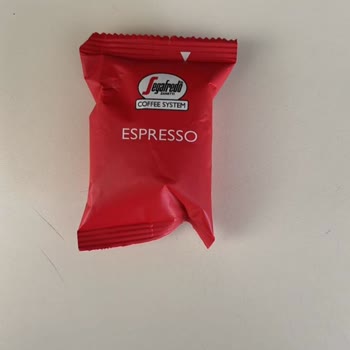 Segafredo
ZANETTI
COFFEE SYSTEM
ESPRESSO